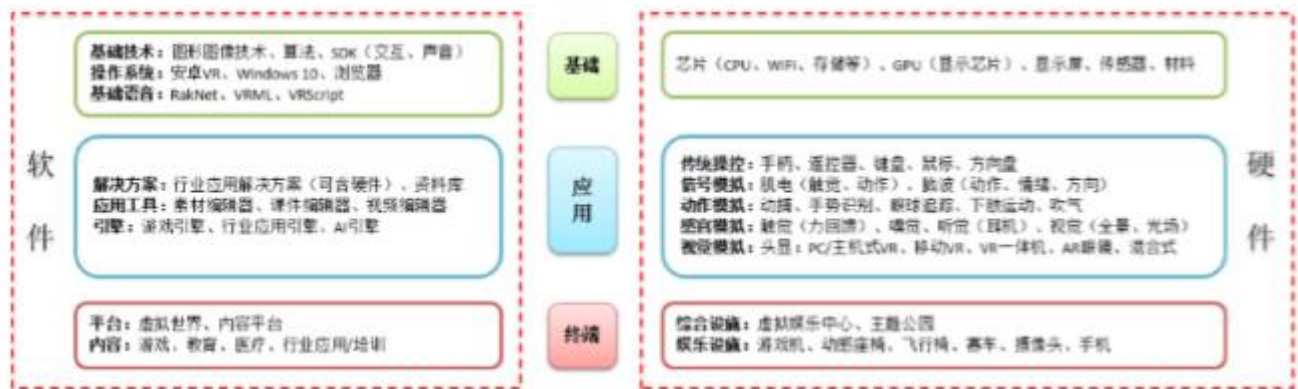 基础技术：图形图像技术、算法、SDK（交互、声音）
操作系统：安卓VR、Windows 10、浏览器
基础语音：RakNet、VRML、VRScript
基础
芯片（CPU、WiFi、存储等）、GPU（显示芯片）、显示屏、传感器、材料
软件
解决方案：行业应用解决方案（可含硬件）、资料库
应用工具：素材编辑器、课件编辑器、视频编辑器
引擎：游戏引擎、行业应用引擎、AI引擎
应用
传统操控：手柄、遥控器、键盘、鼠标、方向盘
信号模拟：肌电（触觉、动作）、脑波（动作、情绪、方向）
动作模拟：动捕、手势识别、眼球追踪、下肢运动、吹气
感官模拟：触觉（力回馈）、嗅觉、听觉（耳机）、视觉（全景、光场）
视觉模拟：头显：PC/主机式VR、移动VR、VR一体机、AR眼镜、混合式
硬件
平台：虚拟世界、内容平台
内容：游戏、教育、医疗、行业应用/培训
终端
综合设施：虚拟娱乐中心、主题公园
娱乐设施：游戏机、动感座椅、飞行椅、赛车、摄像头、手机